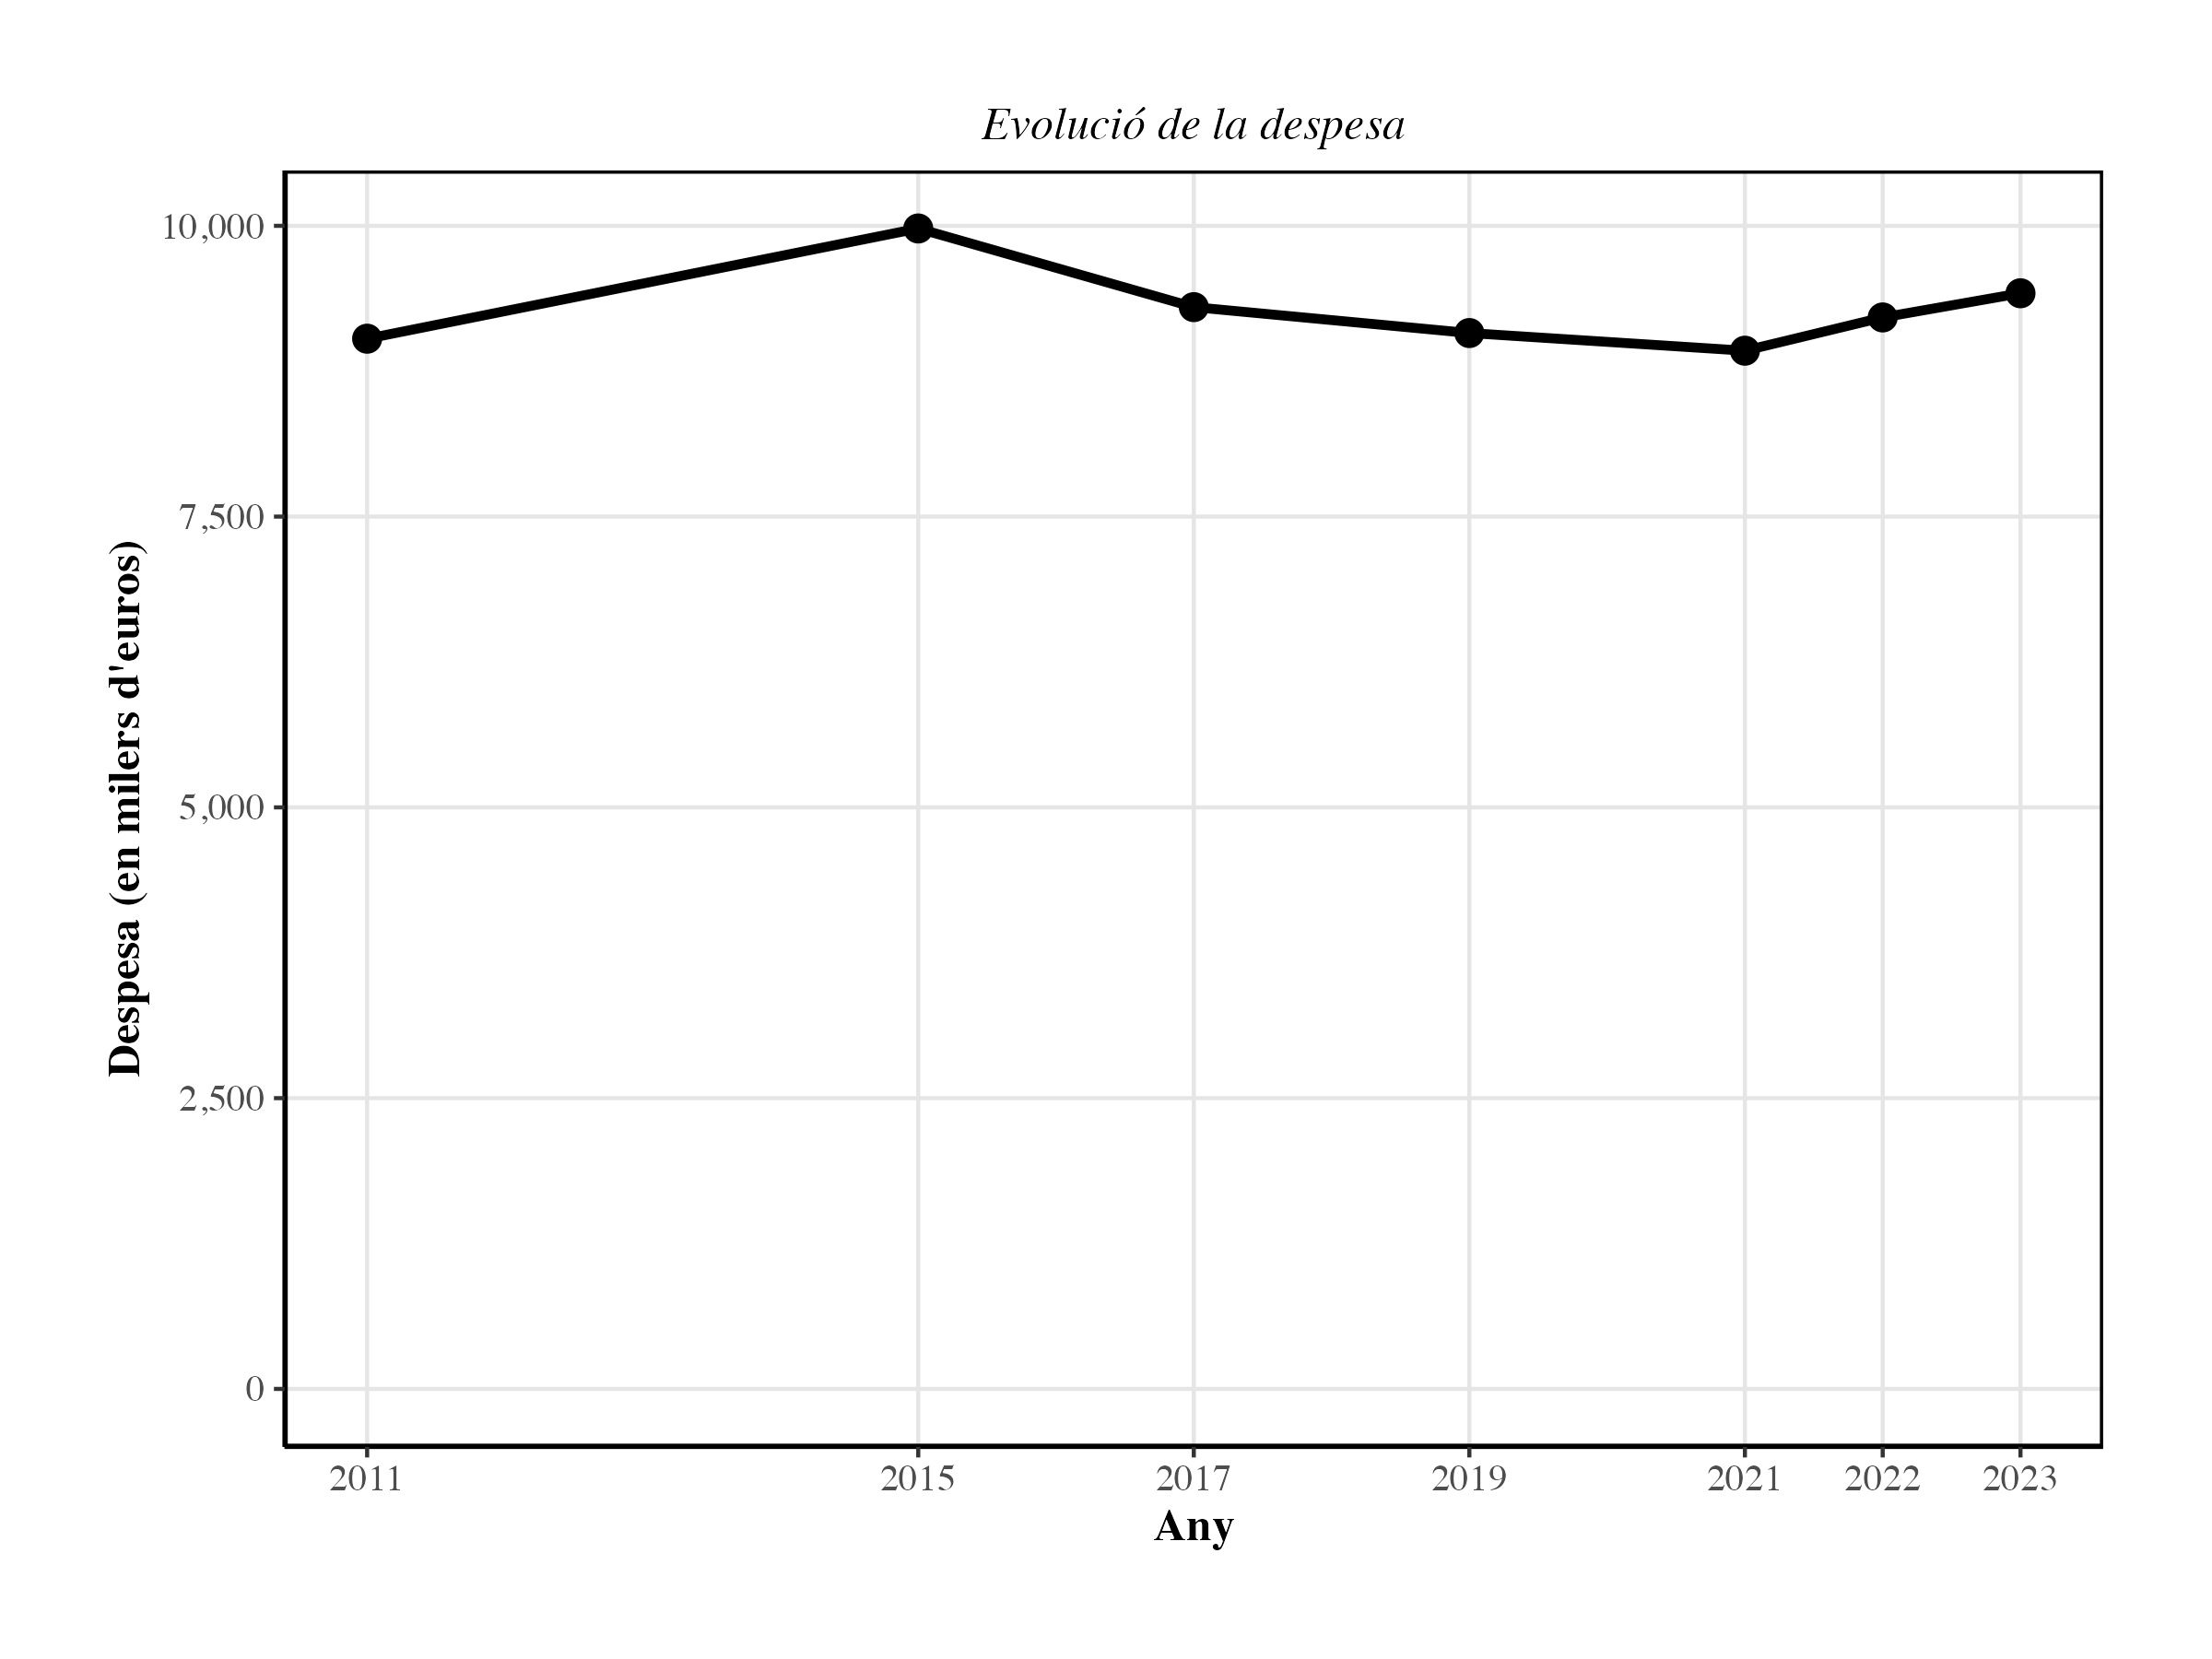 Evolució de la despesa
10,000
7,500
5,000
2,500
0
Despesa (en milers d'euros)
2011 2015 2017 2019 2021 2022 2023
Any